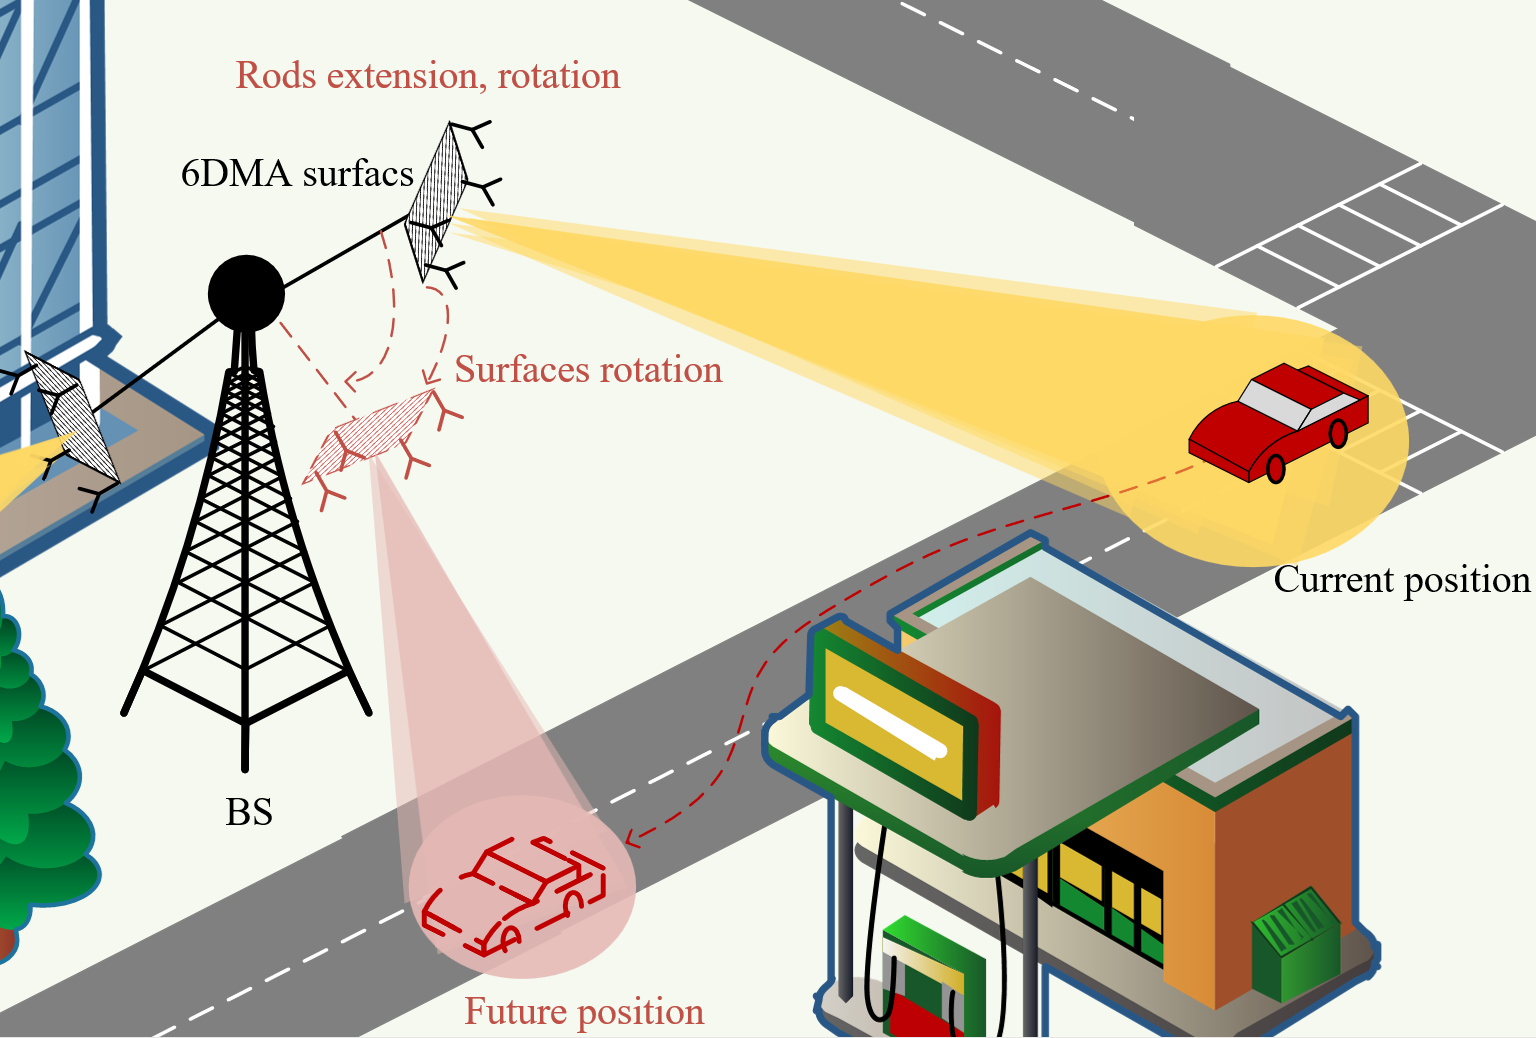 Rods extension, rotation
6DMA surfacs
Surfaces rotation
Current position
BS
Future position